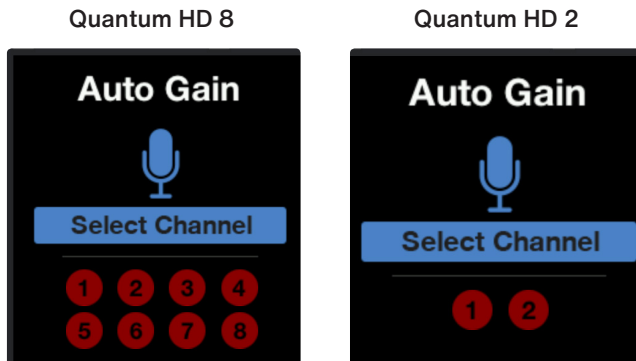 Quantum HD 8
Auto Gain
Select Channel
1 2 3 4
5 6 7 8
Quantum HD 2
Auto Gain
Select Channel
1 2